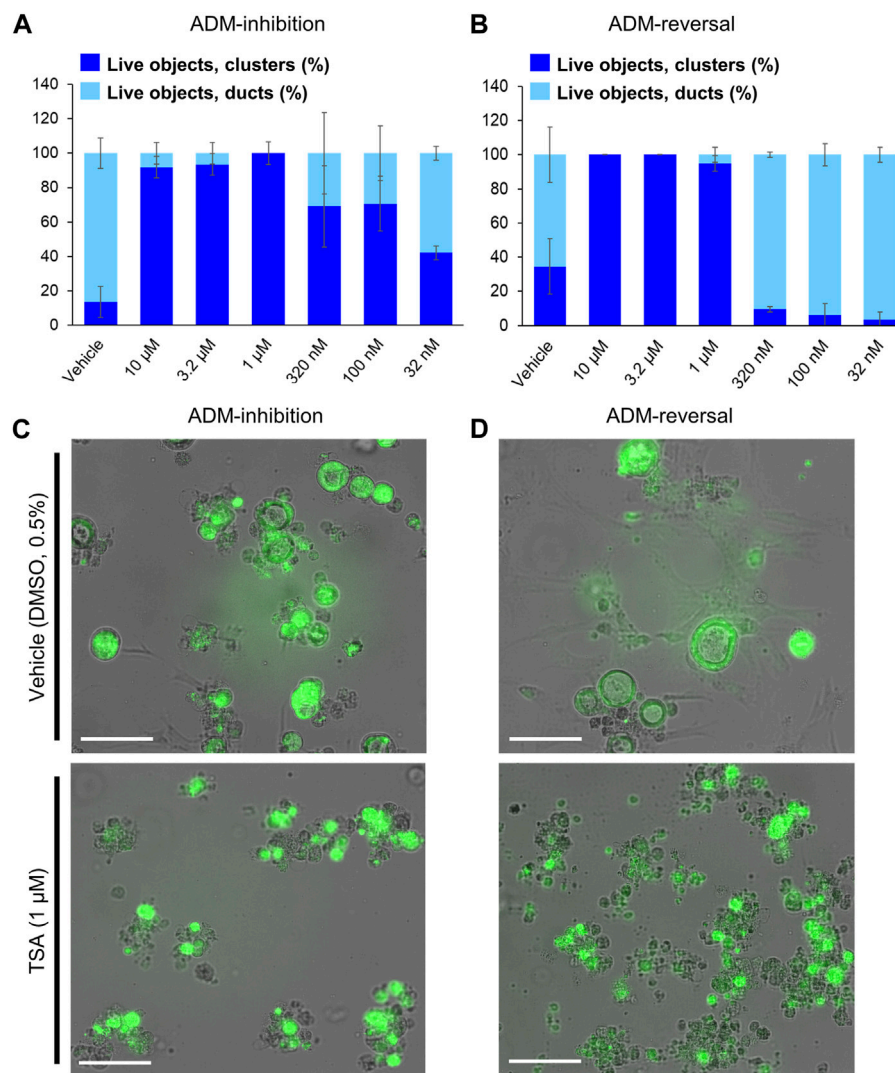 A
ADM-inhibition
Live objects, clusters (%)
Live objects, ducts (%)
140
120
100
80
60
40
20
0
Vehicle
10 µM
3.2 µM
1 µM
320 nM
100 nM
32 nM
B
ADM-reversal
Live objects, clusters (%)
Live objects, ducts (%)
140
120
100
80
60
40
20
0
Vehicle
10 µM
3.2 µM
1 µM
320 nM
100 nM
32 nM
C
ADM-inhibition
D
ADM-reversal
Vehicle (DMSO, 0.5%)
TSA (1 µM)